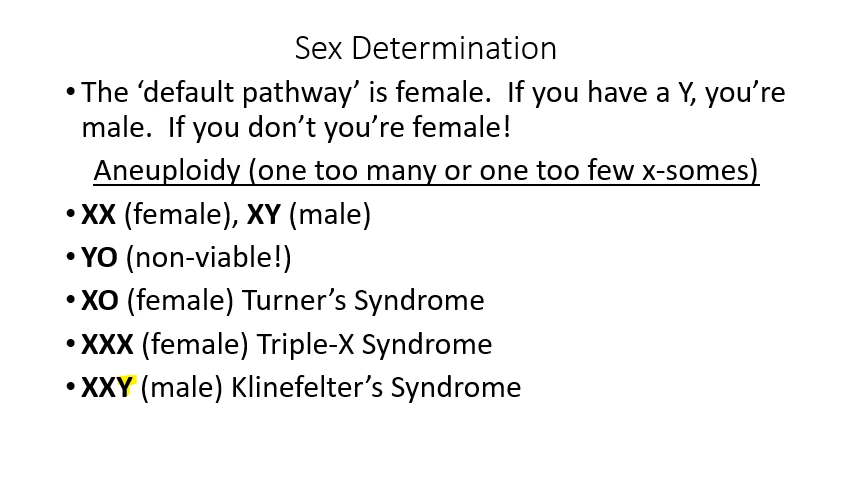 Sex Determination
• The ‘default pathway’ is female.  If you have a Y, you’re
male.  If you don’t you’re female!
Aneuploidy (one too many or one too few x-somes)
• XX (female), XY (male)
• YO (non-viable!)
• XO (female) Turner’s Syndrome
• XXX (female) Triple-X Syndrome
• XXY (male) Klinefelter’s Syndrome